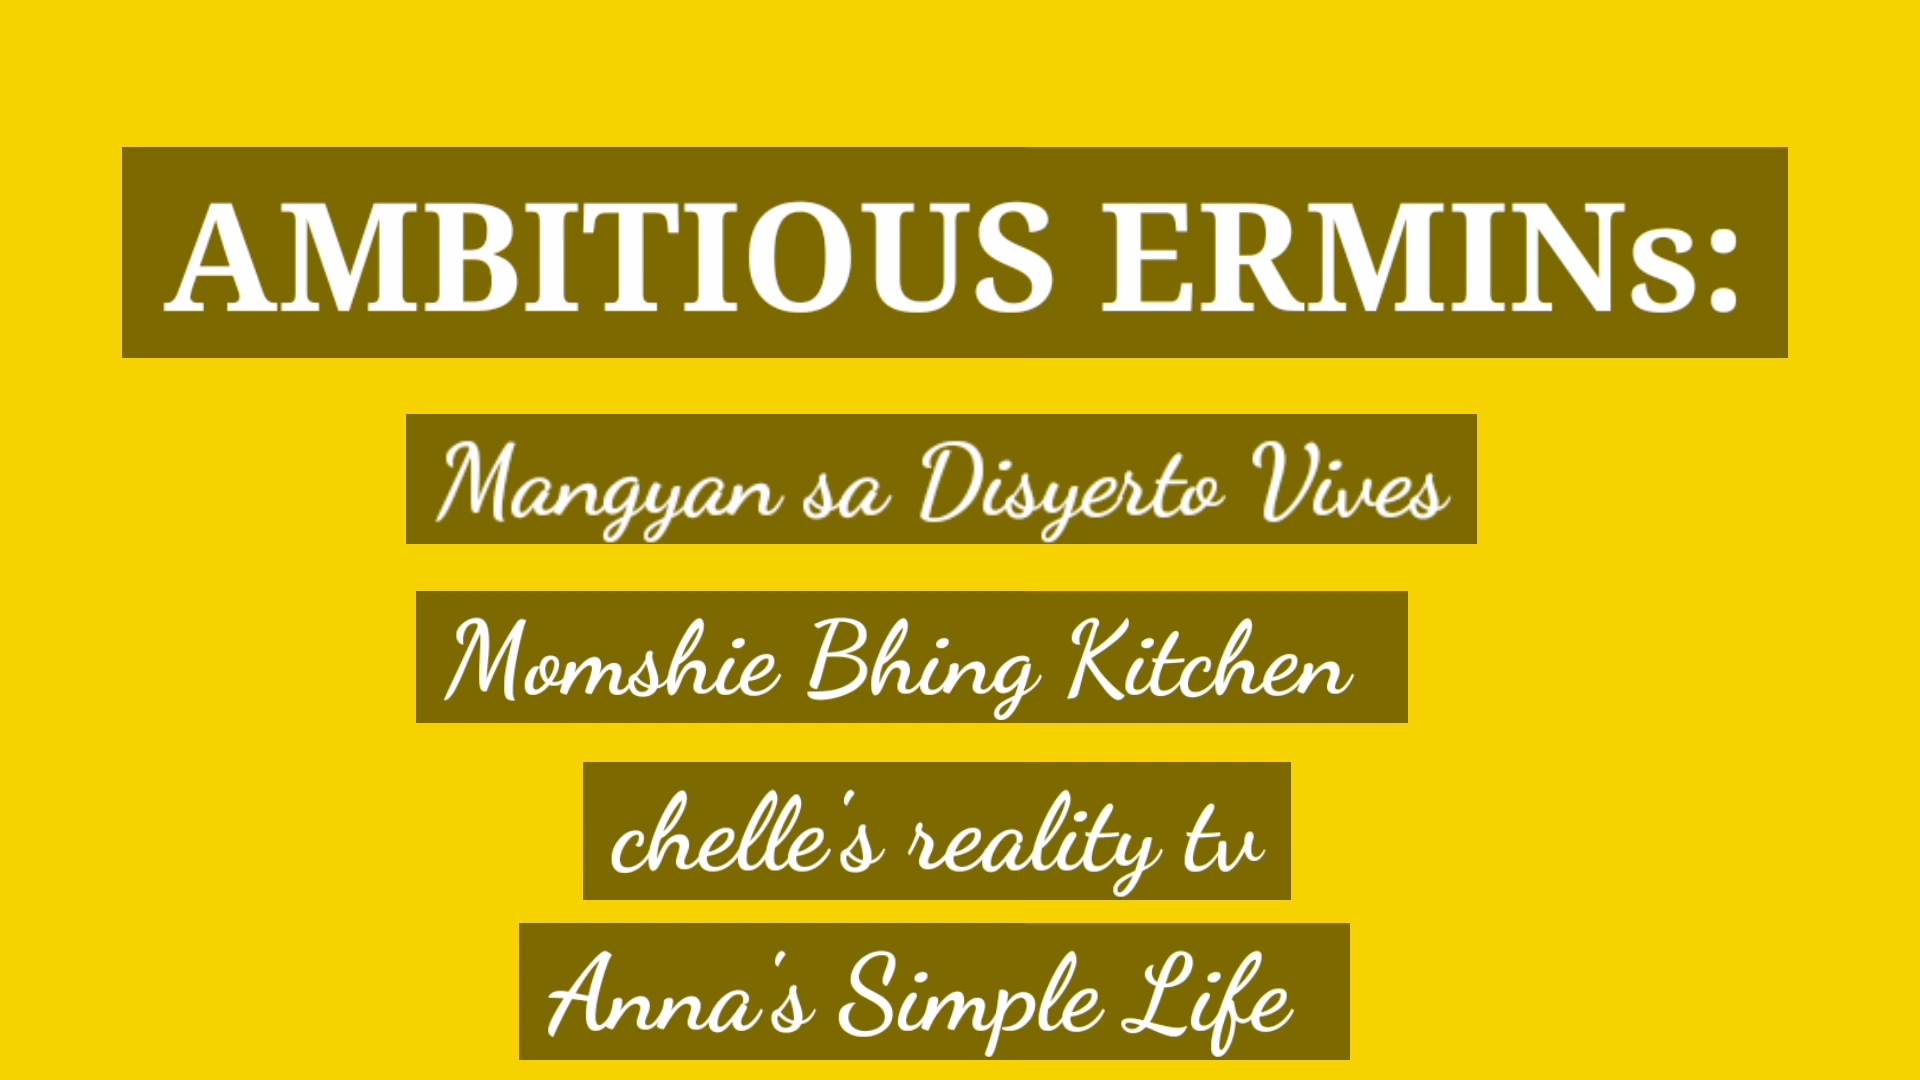 AMBITIOUS ERMINs:
Mangyan sa Disyerto Vives
Momshie Bhing Kitchen
chelle's reality tv
Anna's Simple Life